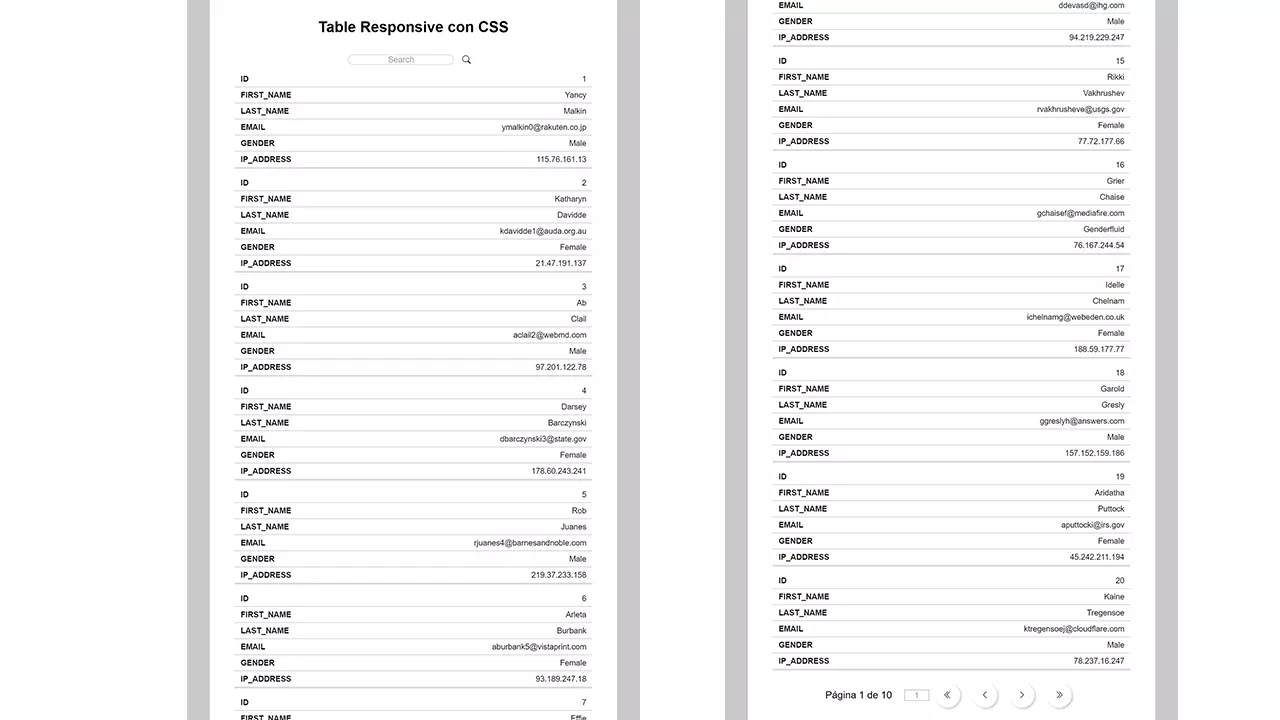 Table Responsive con CSS
Search
ID 1
FIRST_NAME Yancy
LAST_NAME Malkin
EMAIL ymalkin0@rakuten.co.jp
GENDER Male
IP_ADDRESS 115.76.161.13
ID 2
FIRST_NAME Katharyn
LAST_NAME Davidde
EMAIL kdavidde1@auda.org.au
GENDER Female
IP_ADDRESS 21.47.191.137
ID 3
FIRST_NAME Ab
LAST_NAME Clail
EMAIL aclail2@webmd.com
GENDER Male
IP_ADDRESS 97.201.122.78
ID 4
FIRST_NAME Darsey
LAST_NAME Barczynski
EMAIL dbarczynski3@state.gov
GENDER Female
IP_ADDRESS 178.60.243.241
ID 5
FIRST_NAME Rob
LAST_NAME Juanes
EMAIL rjuanes4@barnesandnoble.com
GENDER Male
IP_ADDRESS 219.37.233.158
ID 6
FIRST_NAME Arleta
LAST_NAME Burbank
EMAIL aburbank5@vistaprint.com
GENDER Female
IP_ADDRESS 93.189.247.18
ID 7
FIRST_NAME Effie
EMAIL ddevasd@ihg.com
GENDER Male
IP_ADDRESS 94.219.229.247
ID 15
FIRST_NAME Rikki
LAST_NAME Vakhrushev
EMAIL rvakhrusheve@usgs.gov
GENDER Female
IP_ADDRESS 77.72.177.66
ID 16
FIRST_NAME Grier
LAST_NAME Chaise
EMAIL gchaisef@mediafire.com
GENDER Genderfluid
IP_ADDRESS 76.167.244.54
ID 17
FIRST_NAME Idelle
LAST_NAME Chelnam
EMAIL ichelnamg@webeden.co.uk
GENDER Female
IP_ADDRESS 188.59.177.77
ID 18
FIRST_NAME Garold
LAST_NAME Gresly
EMAIL ggreslyh@answers.com
GENDER Male
IP_ADDRESS 157.152.159.186
ID 19
FIRST_NAME Aridatha
LAST_NAME Puttock
EMAIL aputtocki@irs.gov
GENDER Female
IP_ADDRESS 45.242.211.194
ID 20
FIRST_NAME Kaine
LAST_NAME Tregensoe
EMAIL ktregensoej@cloudflare.com
GENDER Male
IP_ADDRESS 78.237.16.247
Página 1 de 10 1